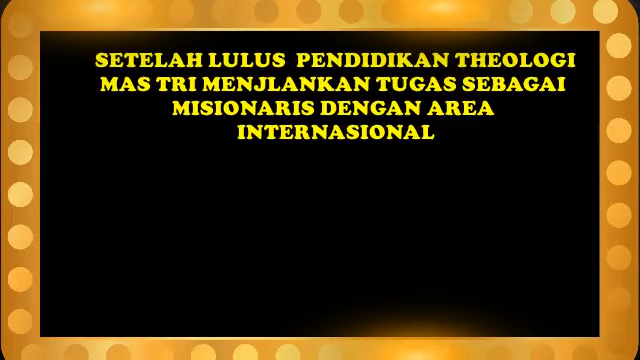 SETELAH LULUS  PENDIDIKAN THEOLOGI
MAS TRI MENJLANKAN TUGAS SEBAGAI
MISIONARIS DENGAN AREA
INTERNASIONAL